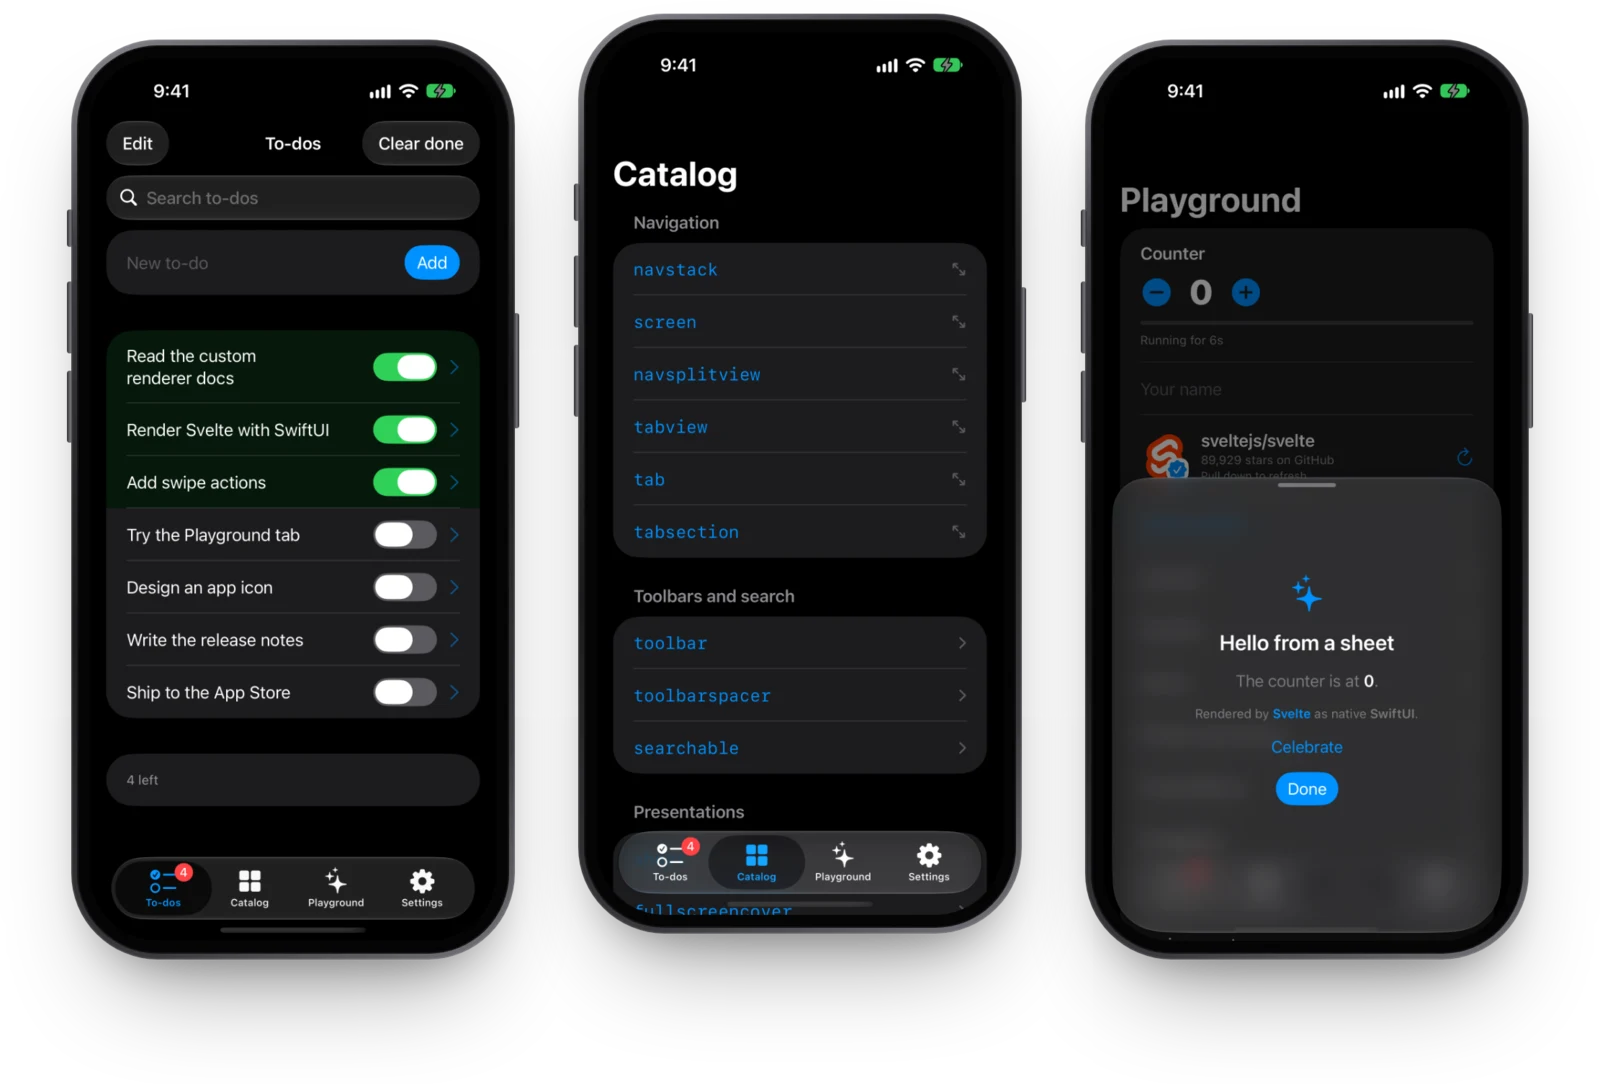 9:41
Edit
To-dos
Clear done
Search to-dos
New to-do
Add
Read the custom
renderer docs
Render Svelte with SwiftUI
Add swipe actions
Try the Playground tab
Design an app icon
Write the release notes
Ship to the App Store
4 left
4
To-dos
Catalog
Playground
Settings
9:41
Catalog
Navigation
navstack
screen
navsplitview
tabview
tab
tabsection
Toolbars and search
toolbar
toolbarspacer
searchable
Presentations
4
To-dos
Catalog
Playground
Settings
fullscreencover
9:41
Playground
Counter
0
Running for 6s
Your name
sveltejs/svelte
89,929 stars on GitHub
Pull down to refresh
Hello from a sheet
The counter is at 0.
Rendered by Svelte as native SwiftUI.
Celebrate
Done